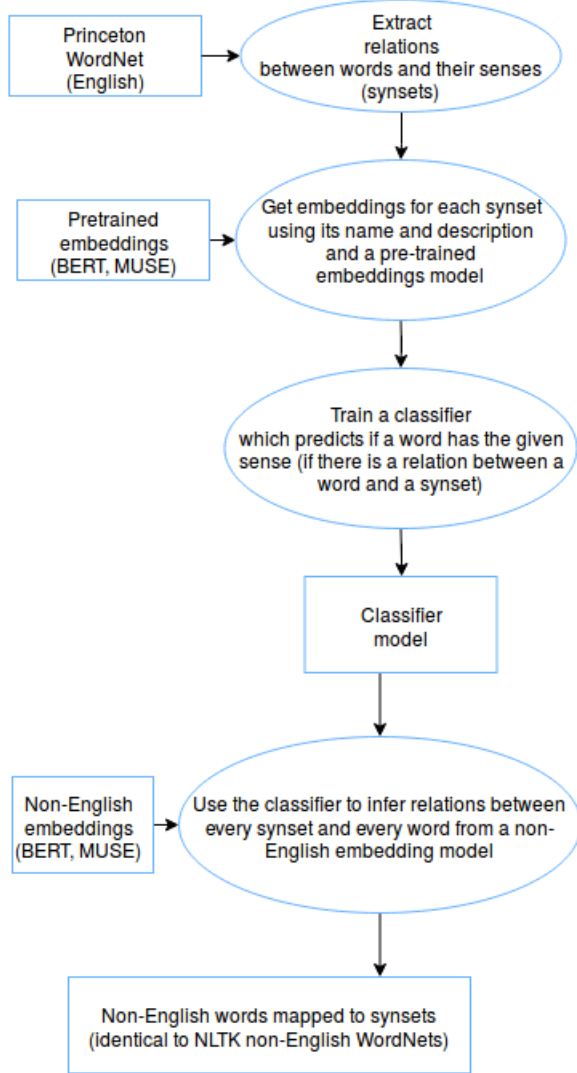 Princeton
WordNet
(English)
Extract
relations
between words and their senses
(synsets)
Pretrained
embeddings
(BERT, MUSE)
Get embeddings for each synset
using its name and description
and a pre-trained
embeddings model
Train a classifier
which predicts if a word has the given
sense (if there is a relation between a
word and a synset)
Classifier
model
Non-English
embeddings
(BERT, MUSE)
Use the classifier to infer relations between
every synset and every word from a non-
English embedding model
Non-English words mapped to synsets
(identical to NLTK non-English WordNets)